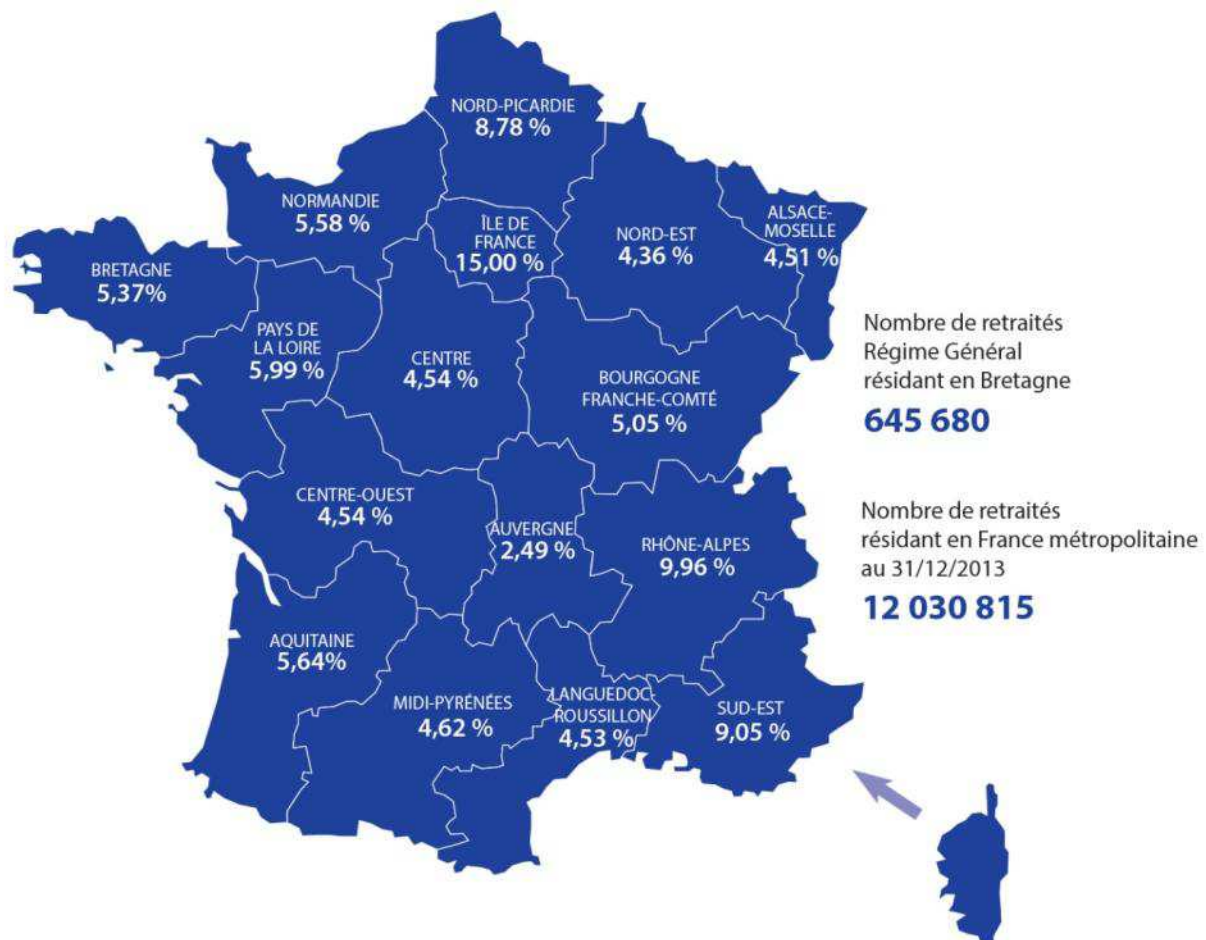 NORD-PICARDIE
8,78 %
NORMANDIE
5,58 %
ÎLE DE
FRANCE
15,00 %
NORD-EST
4,36 %
ALSACE-
MOSELLE
4,51 %
BRETAGNE
5,37%
PAYS DE
LA LOIRE
5,99 %
CENTRE
4,54 %
BOURGOGNE
FRANCHE-COMTÉ
5,05 %
Nombre de retraités
Régime Général
résidant en Bretagne
645 680
CENTRE-OUEST
4,54 %
AUVERGNE
2,49 %
RHÔNE-ALPES
9,96 %
Nombre de retraités
résidant en France métropolitaine
au 31/12/2013
12 030 815
AQUITAINE
5,64%
MIDI-PYRÉNÉES
4,62 %
LANGUEDOC-
ROUSSILLON
4,53 %
SUD-EST
9,05 %